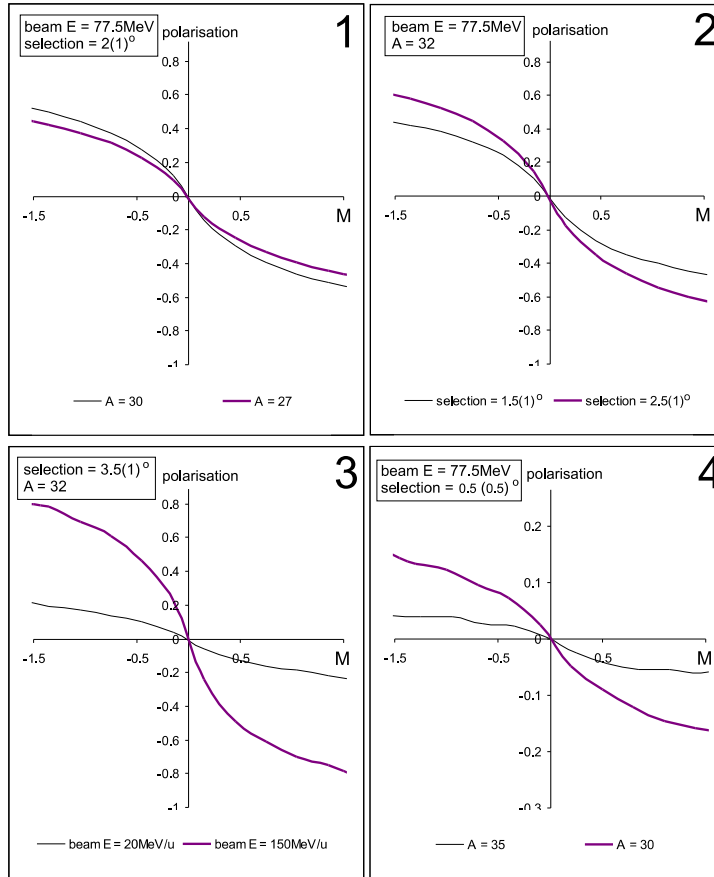 beam E = 77.5MeV
selection = 2(1)°
polarisation
1
0.8
0.6
0.4
0.2
0
-1.5
-0.5
0.5
M
-0.2
-0.4
-0.6
-0.8
-1
A = 30
A = 27
beam E = 77.5MeV
A = 32
polarisation
2
0.8
0.6
0.4
0.2
0
-1.5
-0.5
0.5
M
-0.2
-0.4
-0.6
-0.8
-1
selection = 1.5(1)°
selection = 2.5(1)°
selection = 3.5(1)°
A = 32
polarisation
3
0.8
0.6
0.4
0.2
0
-1.5
-0.5
0.5
M
-0.2
-0.4
-0.6
-0.8
-1
beam E = 20MeV/u
beam E = 150MeV/u
beam E = 77.5MeV
selection = 0.5 (0.5)°
polarisation
4
0.2
0.1
0
-1.5
-0.5
0.5
M
-0.1
-0.2
-0.3
A = 35
A = 30